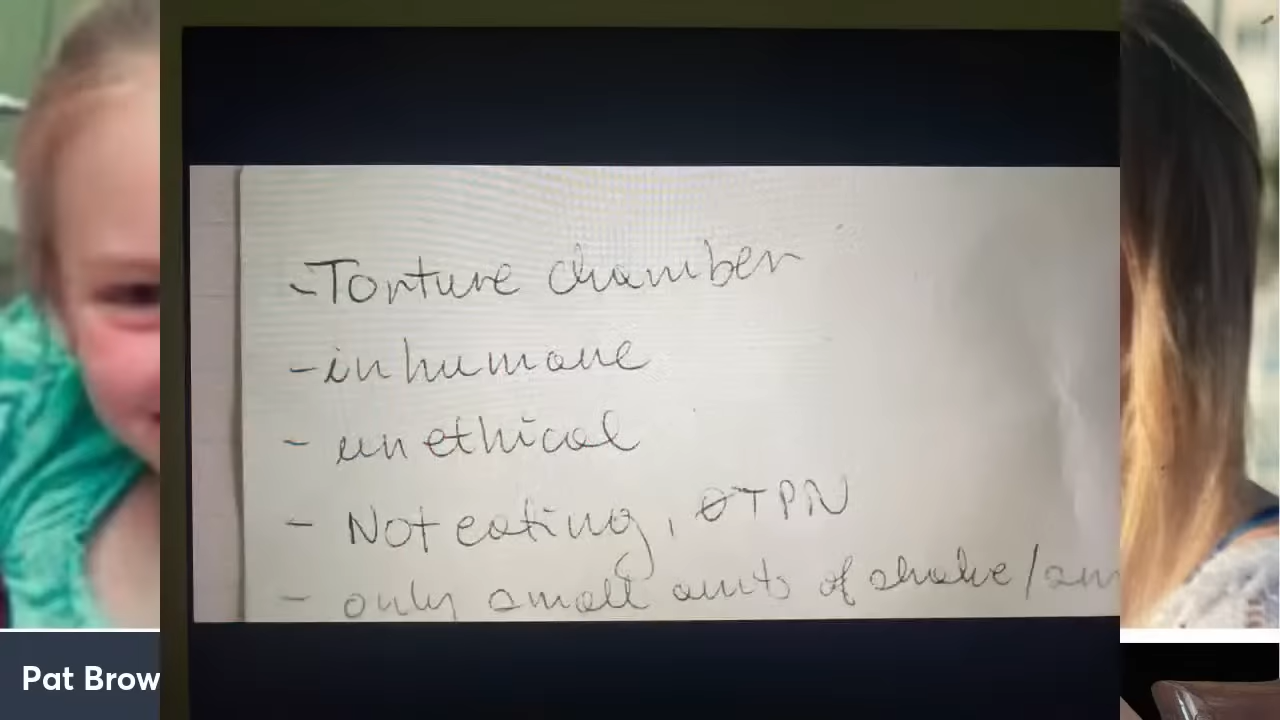 - Torture chamber
- inhumane
- unethical
- Not eating, ØTPN
- only small amts of shake/
Pat Brow